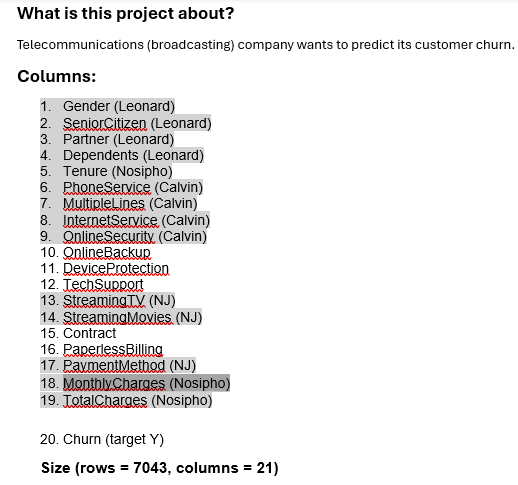 What is this project about?
Telecommunications (broadcasting) company wants to predict its customer churn.
Columns:
1. Gender (Leonard)
2. SeniorCitizen (Leonard)
3. Partner (Leonard)
4. Dependents (Leonard)
5. Tenure (Nosipho)
6. PhoneService (Calvin)
7. MultipleLines (Calvin)
8. InternetService (Calvin)
9. OnlineSecurity (Calvin)
10. OnlineBackup
11. DeviceProtection
12. TechSupport
13. StreamingTV (NJ)
14. StreamingMovies (NJ)
15. Contract
16. PaperlessBilling
17. PaymentMethod (NJ)
18. MonthlyCharges (Nosipho)
19. TotalCharges (Nosipho)
20. Churn (target Y)
Size (rows = 7043, columns = 21)